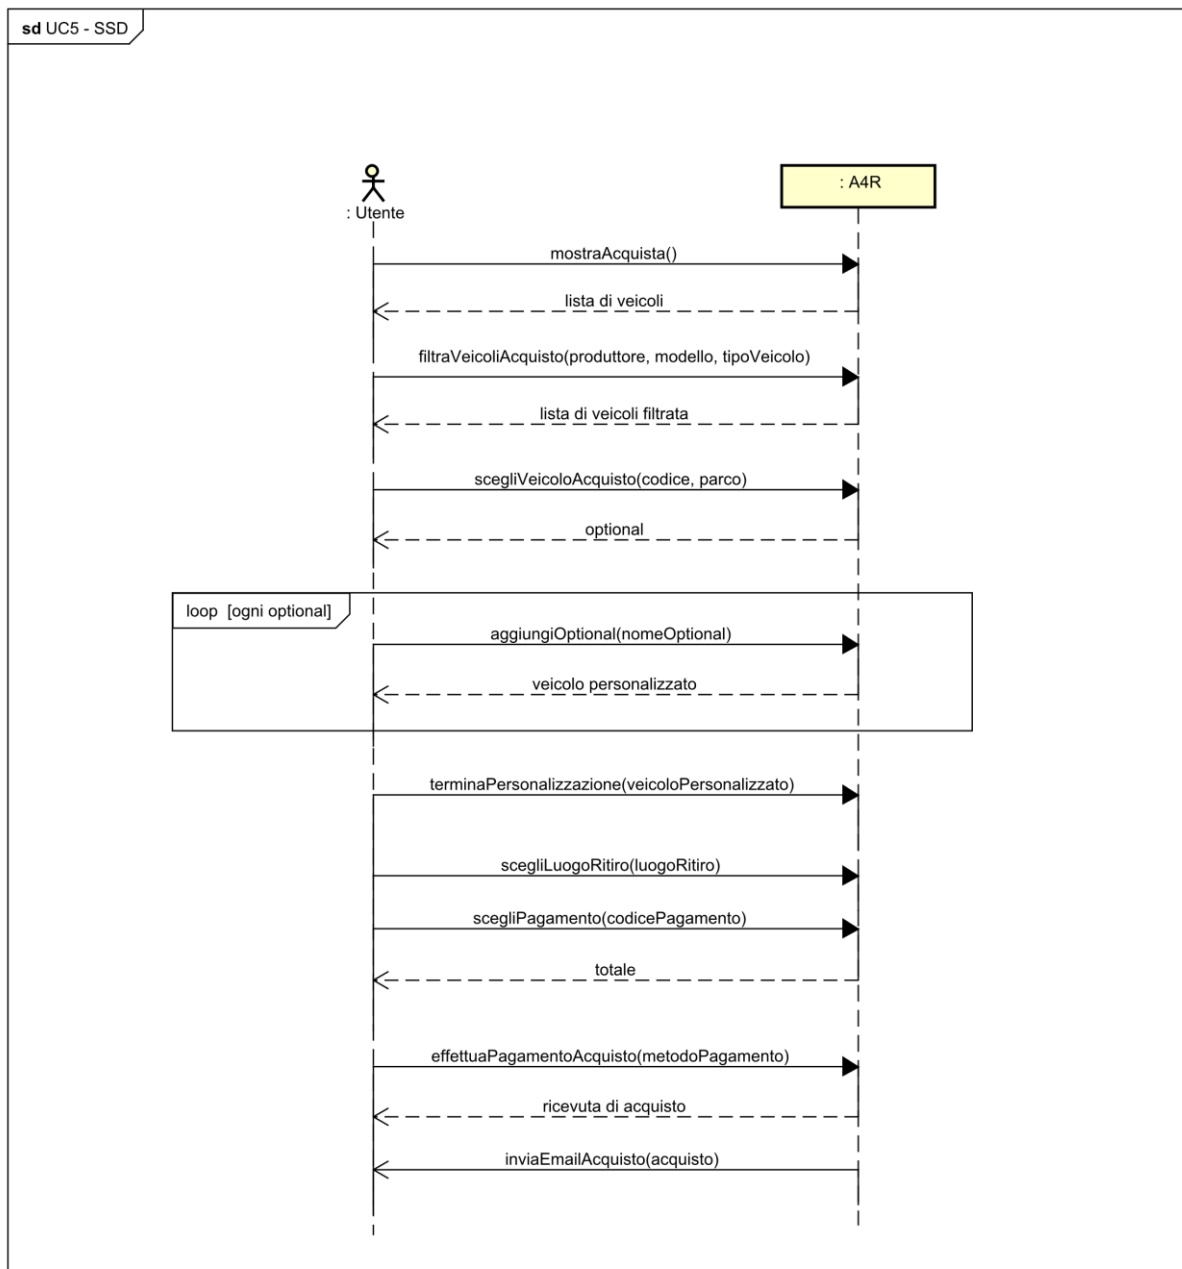 sd UC5 - SSD
: Utente
: A4R
mostraAcquista()
lista di veicoli
filtraVeicoliAcquisto(produttore, modello, tipoVeicolo)
lista di veicoli filtrata
scegliVeicoloAcquisto(codice, parco)
optional
loop [ogni optional]
aggiungiOptional(nomeOptional)
veicolo personalizzato
terminaPersonalizzazione(veicoloPersonalizzato)
scegliLuogoRitiro(luogoRitiro)
scegliPagamento(codicePagamento)
totale
effettuaPagamentoAcquisto(metodoPagamento)
ricevuta di acquisto
inviaEmailAcquisto(acquisto)